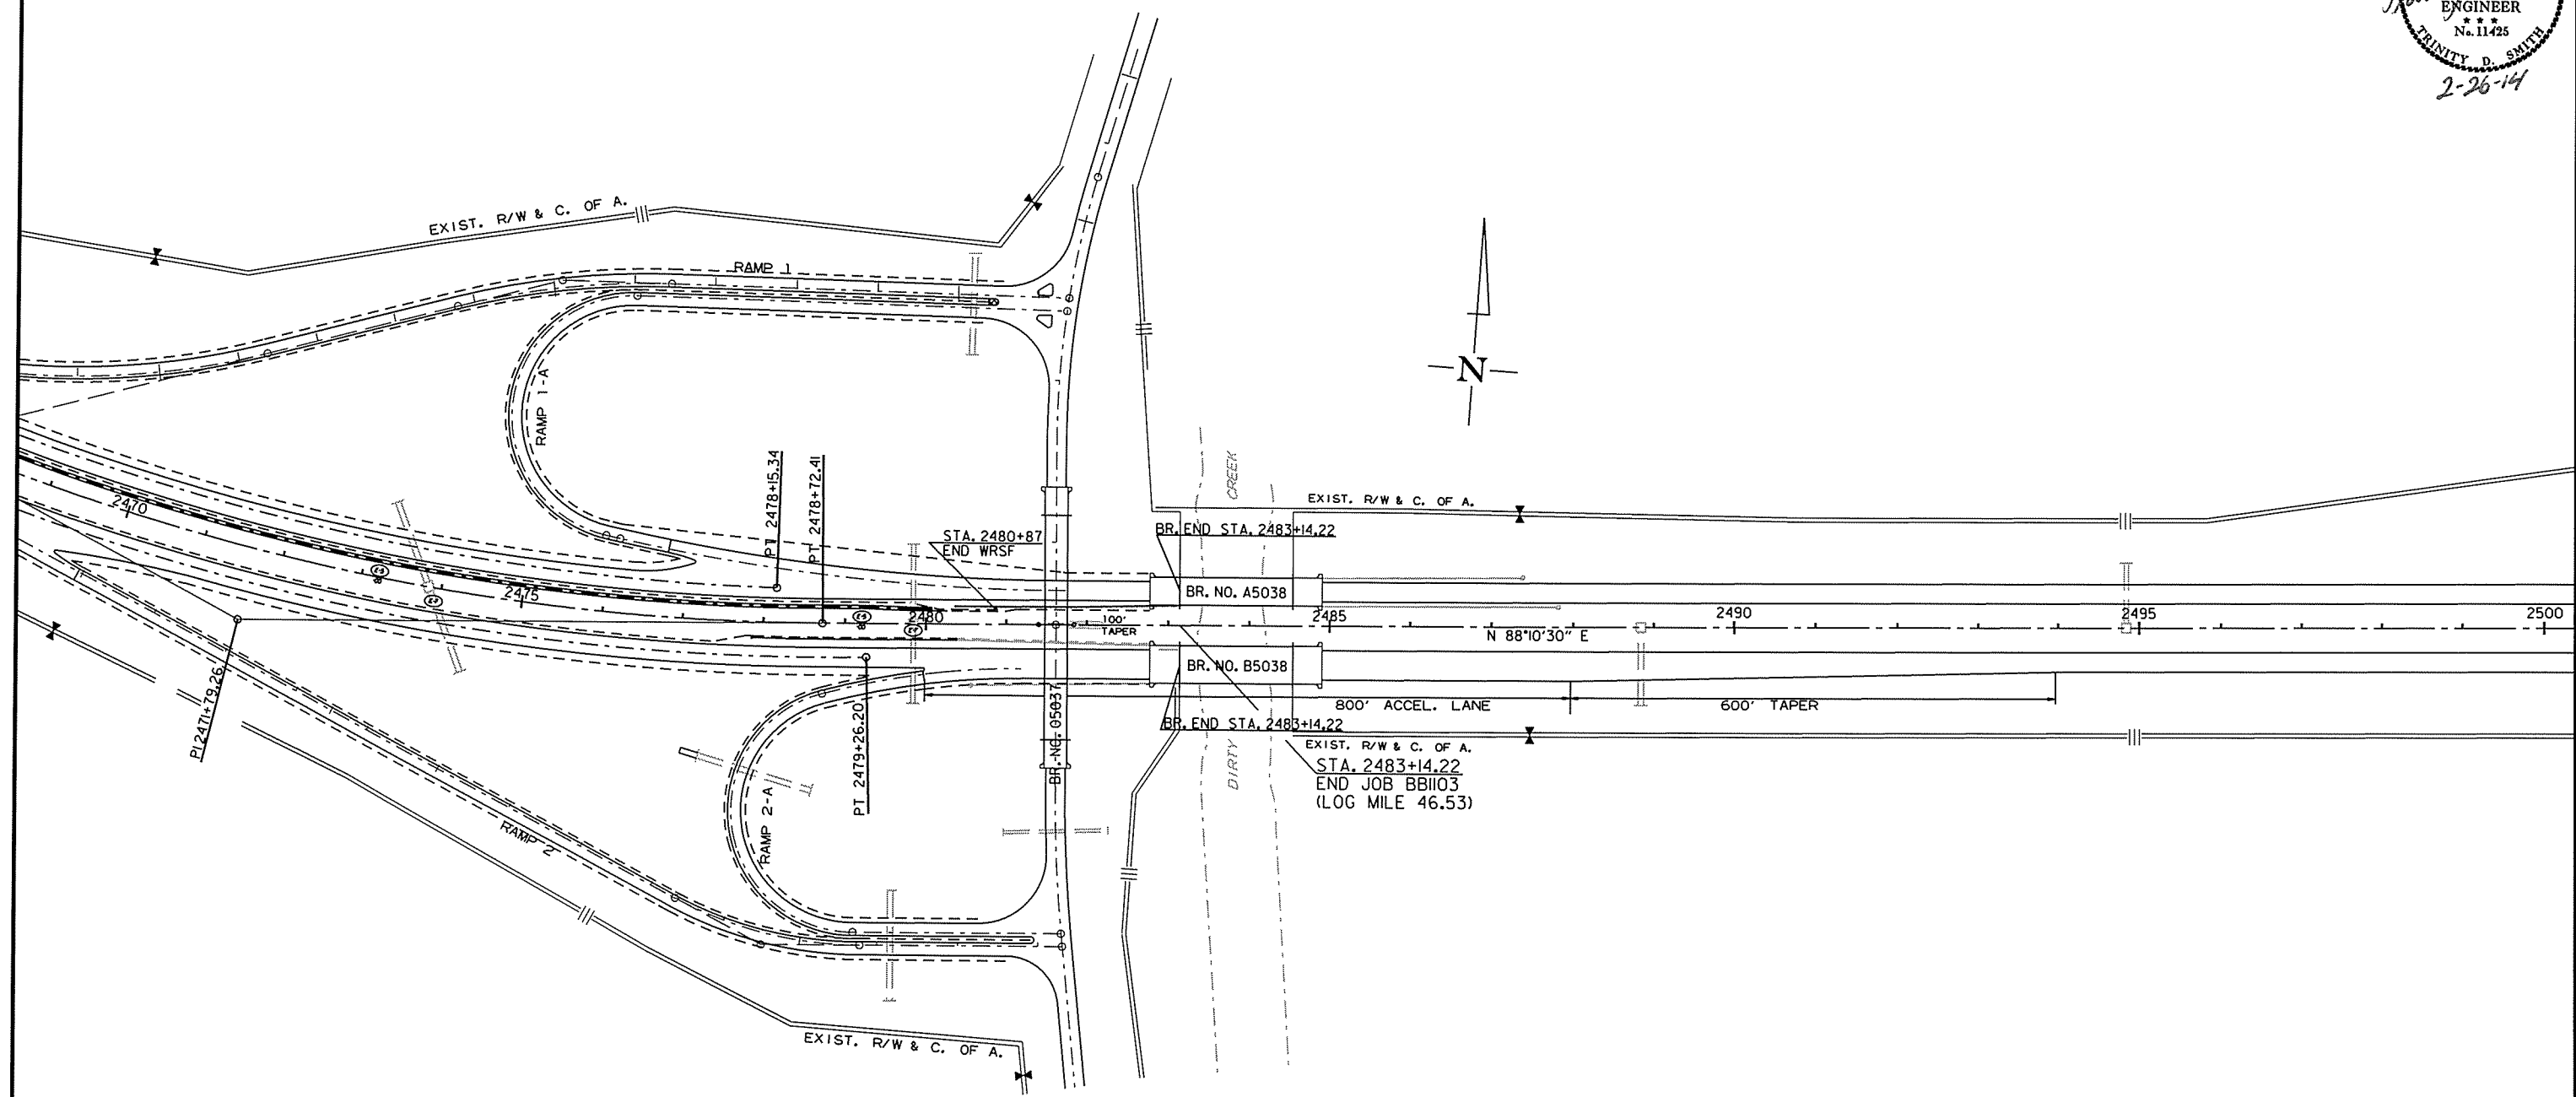 ENGINEER
★ ★ ★
No. 11425
TRINITY D. SMITH
2-26-14
EXIST. R/W & C. OF A.
RAMP 1
RAMP 1-A
N
2470
2475
PT 2478+15.34
PT 2478+72.41
STA. 2480+87
END WRSF
CREEK
EXIST. R/W & C. OF A.
BR. END STA. 2483+14.22
BR. NO. A5038
2480
100'
TAPER
2485
2490
2495
2500
N 88°10'30" E
BR. NO. B5038
PI 2471+79.26
PT 2479+26.20
BR. NO. 05037
800' ACCEL. LANE
600' TAPER
BR. END STA. 2483+14.22
DIRTY
EXIST. R/W & C. OF A.
STA. 2483+14.22
END JOB BB1103
(LOG MILE 46.53)
RAMP 2
RAMP 2-A
EXIST. R/W & C. OF A.